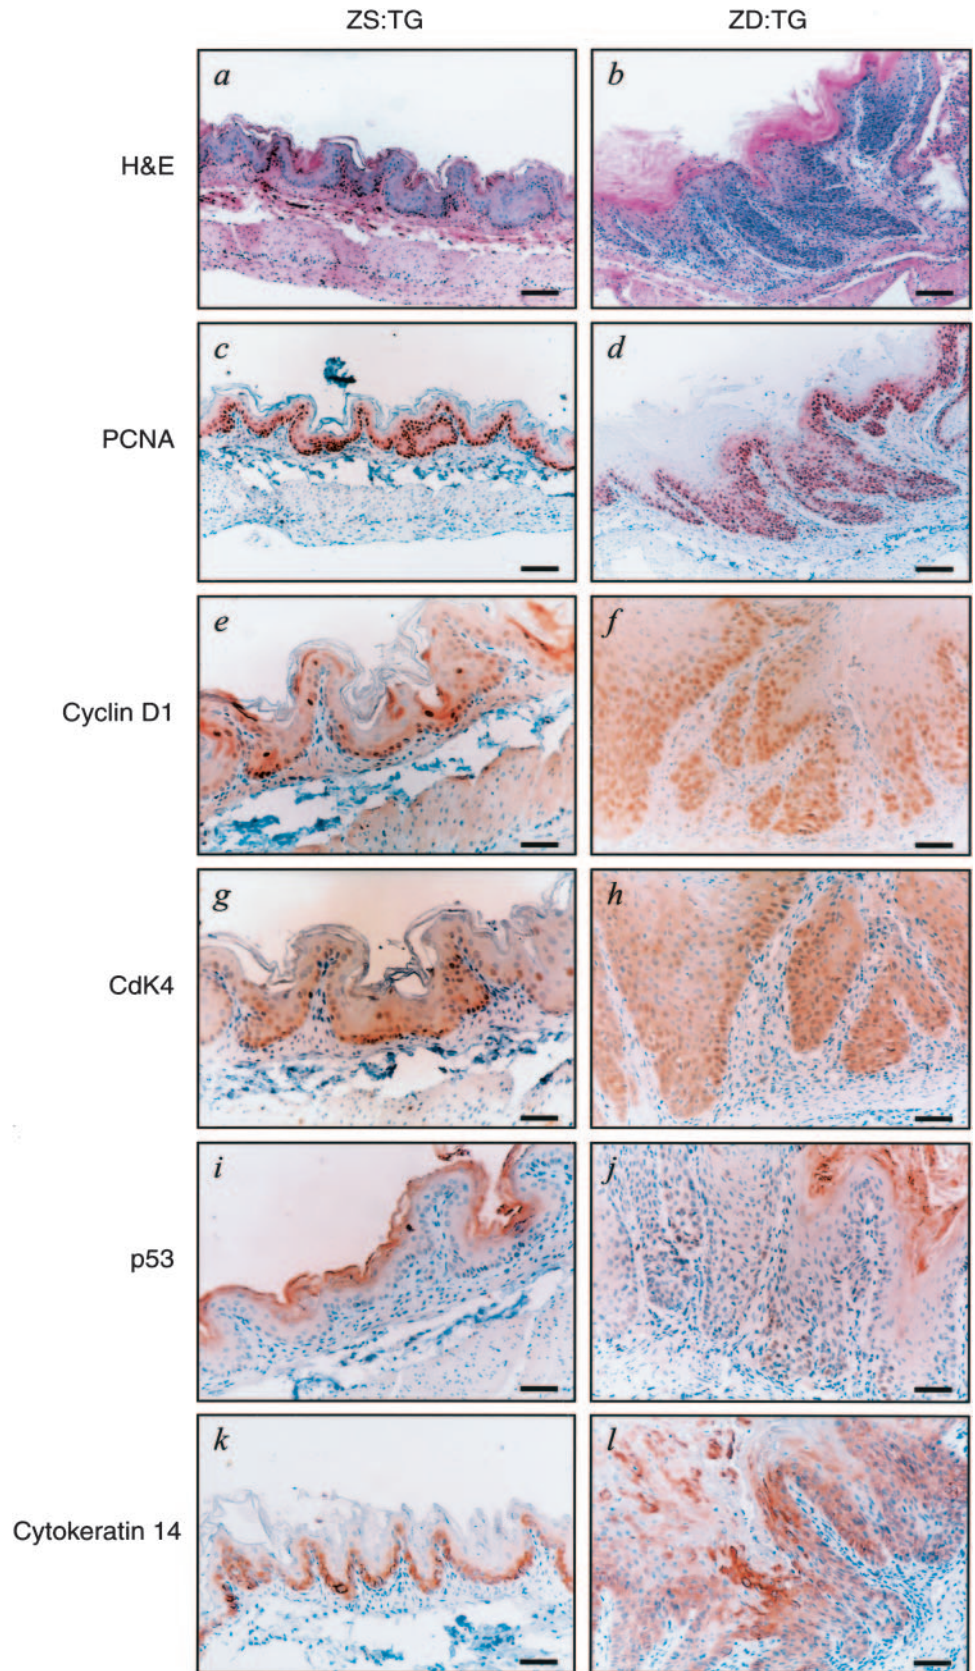 ZS:TG ZD:TG
H&E a b
PCNA c d
Cyclin D1 e f
CdK4 g h
p53 i j
Cytokeratin 14 k l